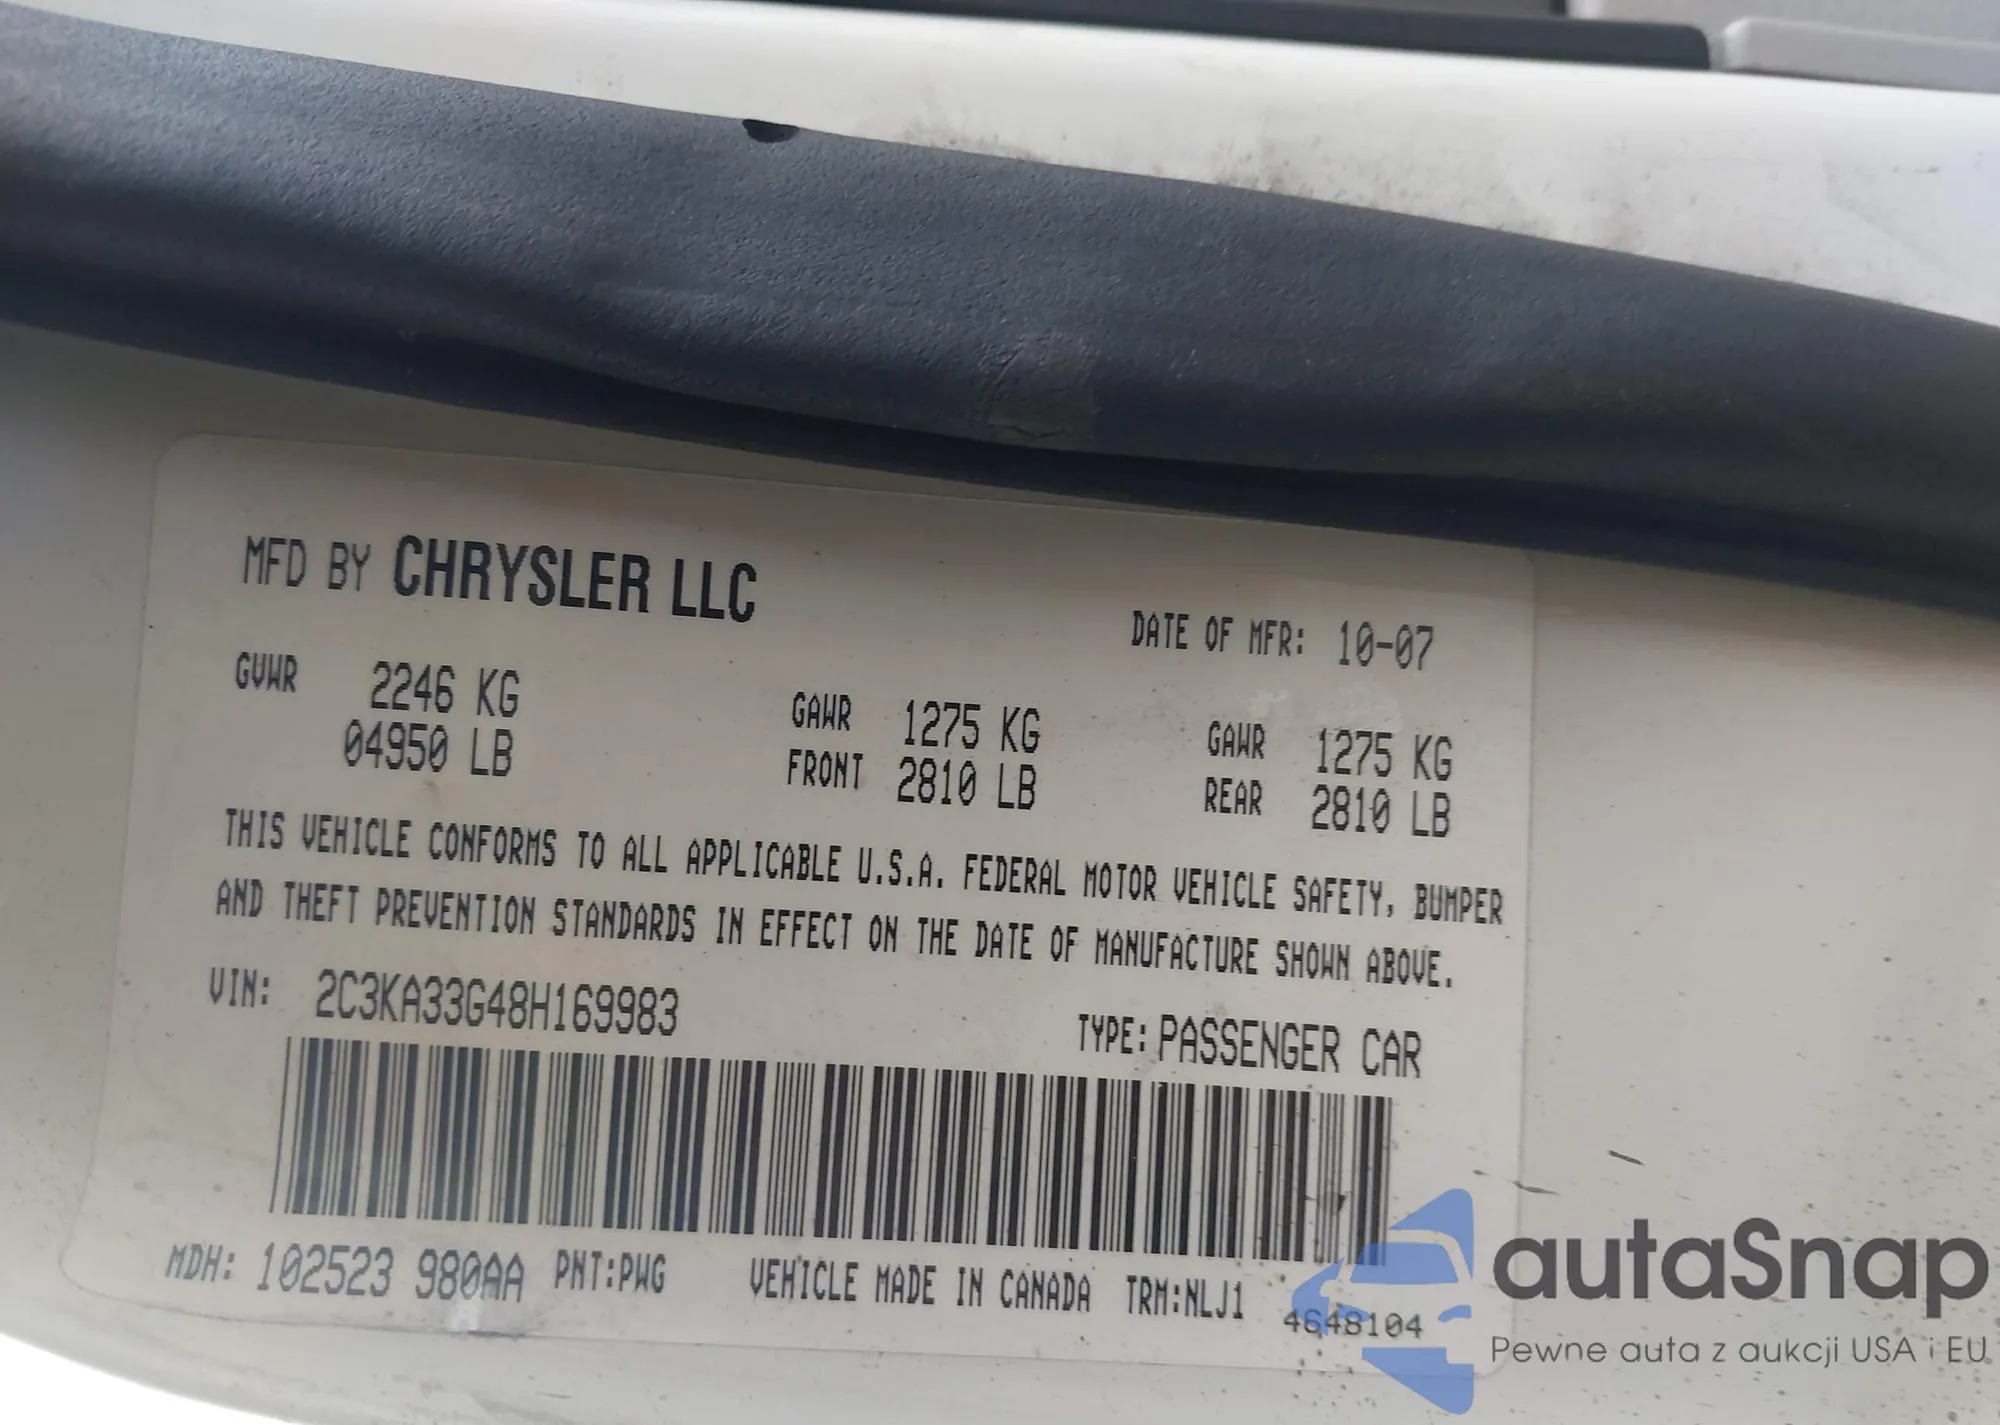 MFD BY CHRYSLER LLC
DATE OF MFR: 10-07
GVWR 2246 KG
04950 LB
GAWR 1275 KG
FRONT 2810 LB
GAWR 1275 KG
REAR 2810 LB
THIS VEHICLE CONFORMS TO ALL APPLICABLE U.S.A. FEDERAL MOTOR VEHICLE SAFETY, BUMPER
AND THEFT PREVENTION STANDARDS IN EFFECT ON THE DATE OF MANUFACTURE SHOWN ABOVE.
VIN: 2C3KA33G48H169983
TYPE: PASSENGER CAR
MDH: 102523 980AA PNT:PWG VEHICLE MADE IN CANADA TRM:NLJ1 4648104
autaSnap
Pewne auta z aukcji USA i EU